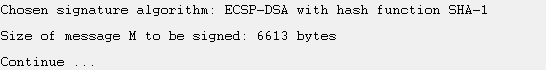 Chosen signature algorithm: ECSP-DSA with hash function SHA-1
Size of message M to be signed: 6613 bytes
Continue ...